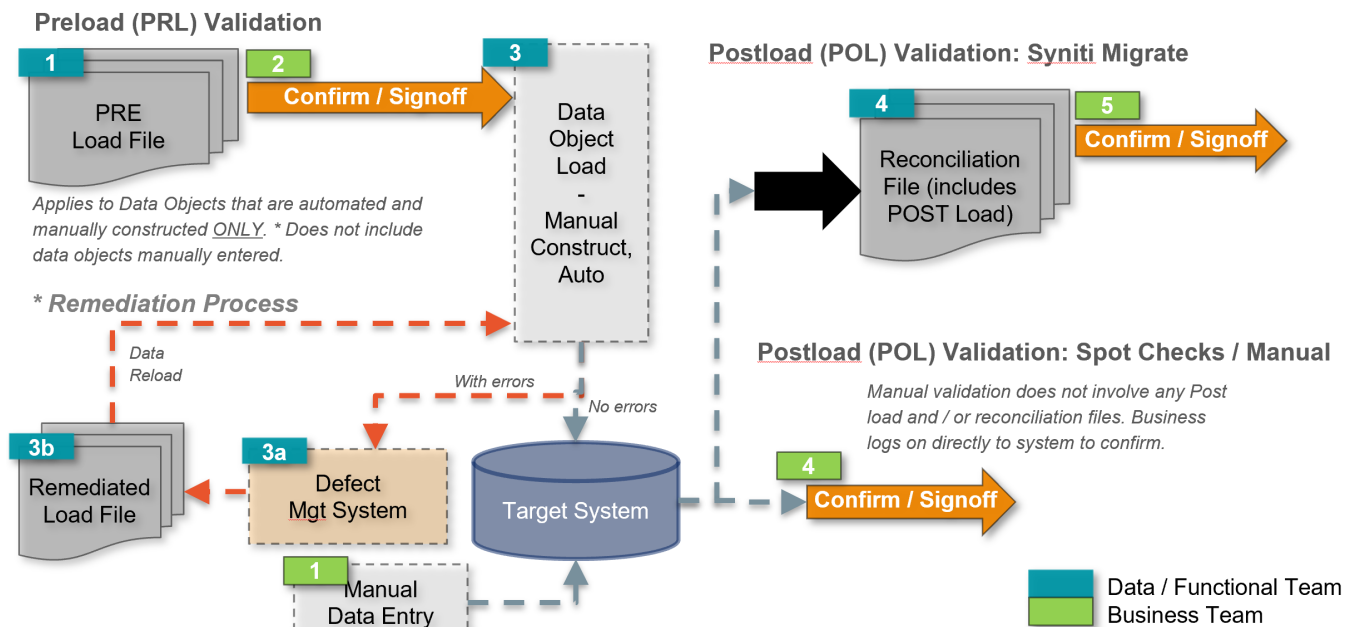 Preload (PRL) Validation
1
2
PRE
Load File
Confirm / Signoff
Applies to Data Objects that are automated and
manually constructed ONLY. * Does not include
data objects manually entered.
3
Data
Object
Load
-
Manual
Construct,
Auto
* Remediation Process
Data
Reload
With errors
No errors
3b
Remediated
Load File
3a
Defect
Mgt System
Target System
1
Manual
Data Entry
Postload (POL) Validation: Syniti Migrate
4
Reconciliation
File (includes
POST Load)
5
Confirm / Signoff
Postload (POL) Validation: Spot Checks / Manual
Manual validation does not involve any Post
load and / or reconciliation files. Business
logs on directly to system to confirm.
4
Confirm / Signoff
Data / Functional Team
Business Team